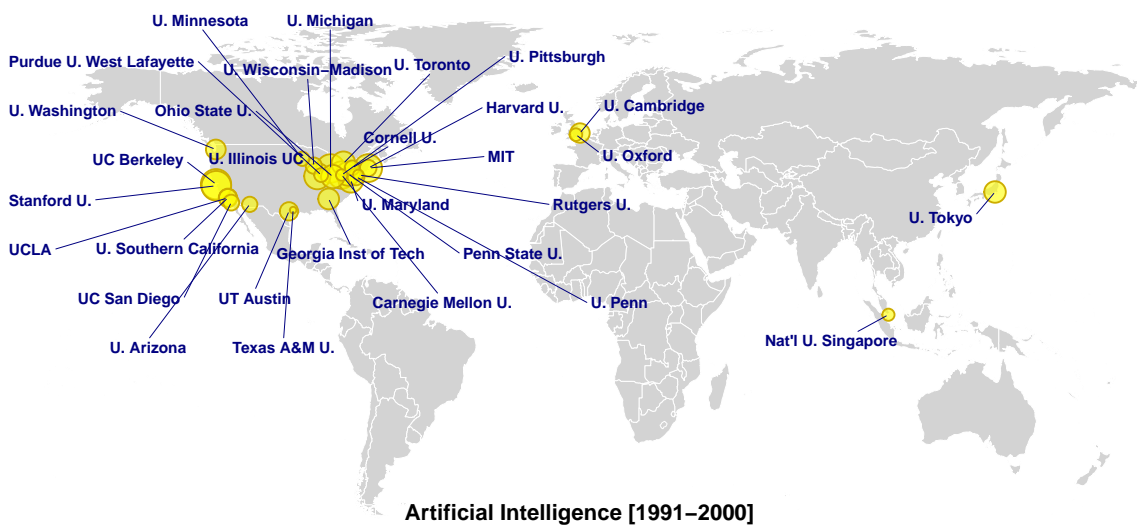 U. Minnesota
U. Michigan
Purdue U. West Lafayette
U. Wisconsin−Madison
U. Toronto
U. Pittsburgh
U. Washington
Ohio State U.
Harvard U.
U. Cambridge
Cornell U.
UC Berkeley
U. Illinois UC
MIT
U. Oxford
Stanford U.
U. Maryland
Rutgers U.
U. Tokyo
UCLA
U. Southern California
Georgia Inst of Tech
Penn State U.
UC San Diego
UT Austin
Carnegie Mellon U.
U. Penn
U. Arizona
Texas A&M U.
Nat'l U. Singapore
Artificial Intelligence [1991−2000]